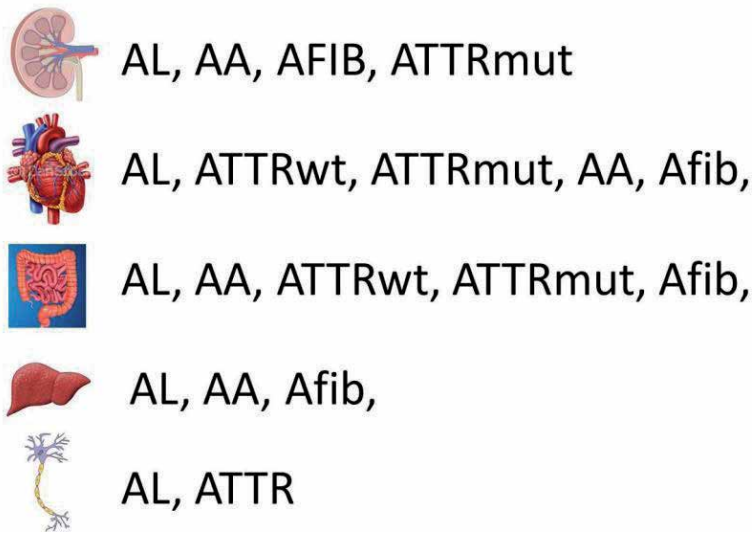 AL, AA, AFIB, ATTRmut
AL, ATTRwt, ATTRmut, AA, Afib,
AL, AA, ATTRwt, ATTRmut, Afib,
AL, AA, Afib,
AL, ATTR